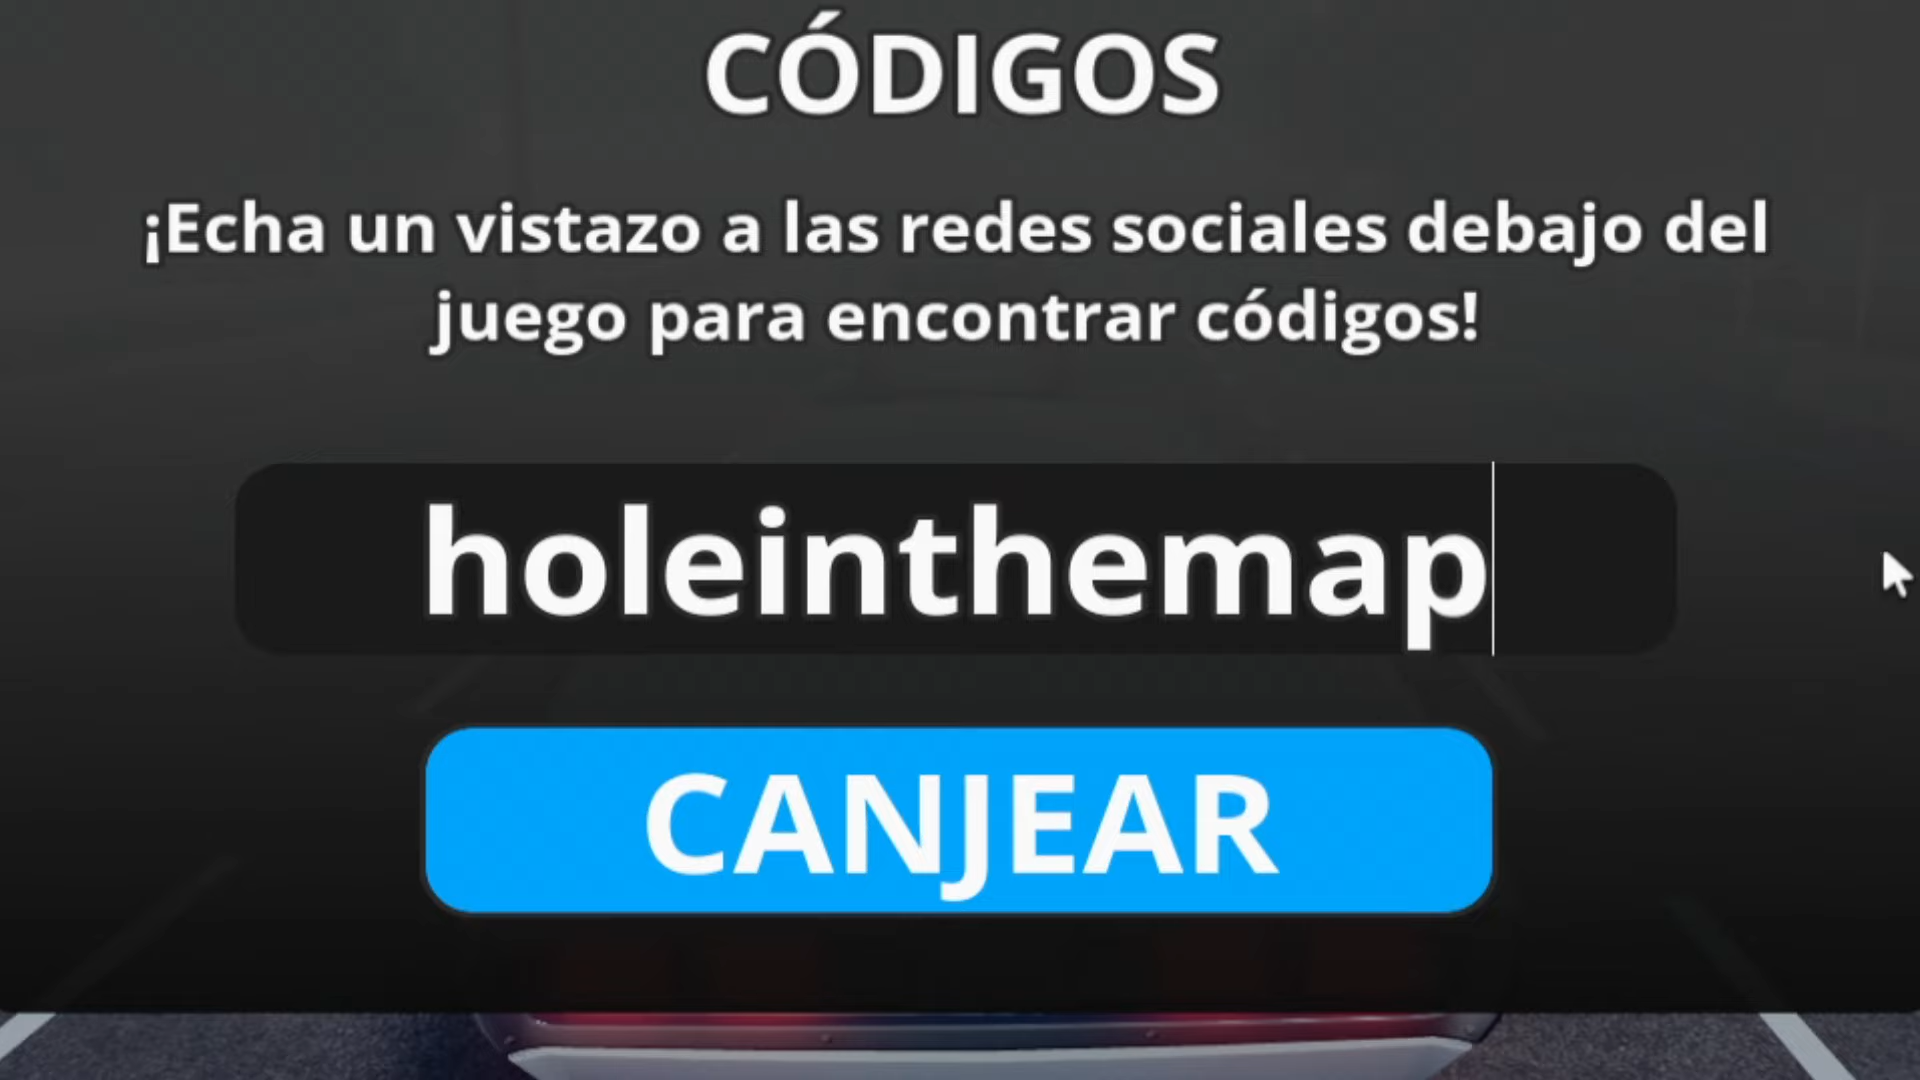 CÓDIGOS
¡Echa un vistazo a las redes sociales debajo del
juego para encontrar códigos!
holeinthemap
CANJEAR